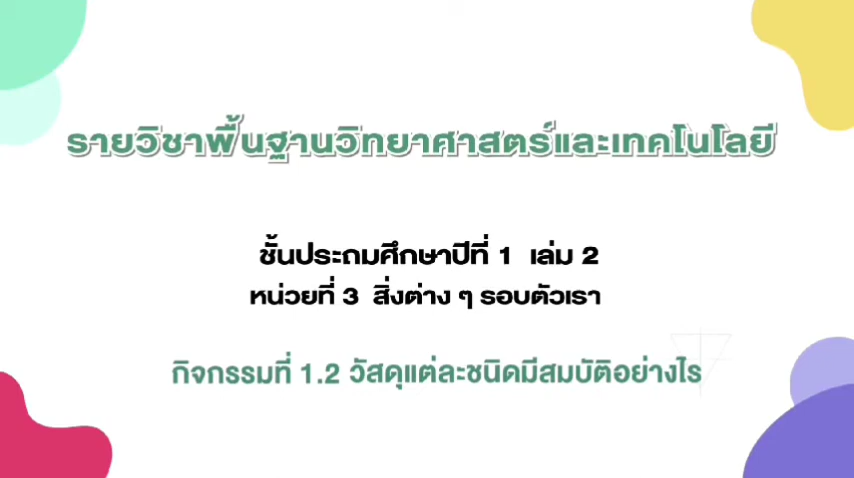 รายวิชาพื้นฐานวิทยาศาสตร์และเทคโนโลยี
ชั้นประถมศึกษาปีที่ 1 เล่ม 2
หน่วยที่ 3 สิ่งต่าง ๆ รอบตัวเรา
กิจกรรมที่ 1.2 วัสดุแต่ละชนิดมีสมบัติอย่างไร